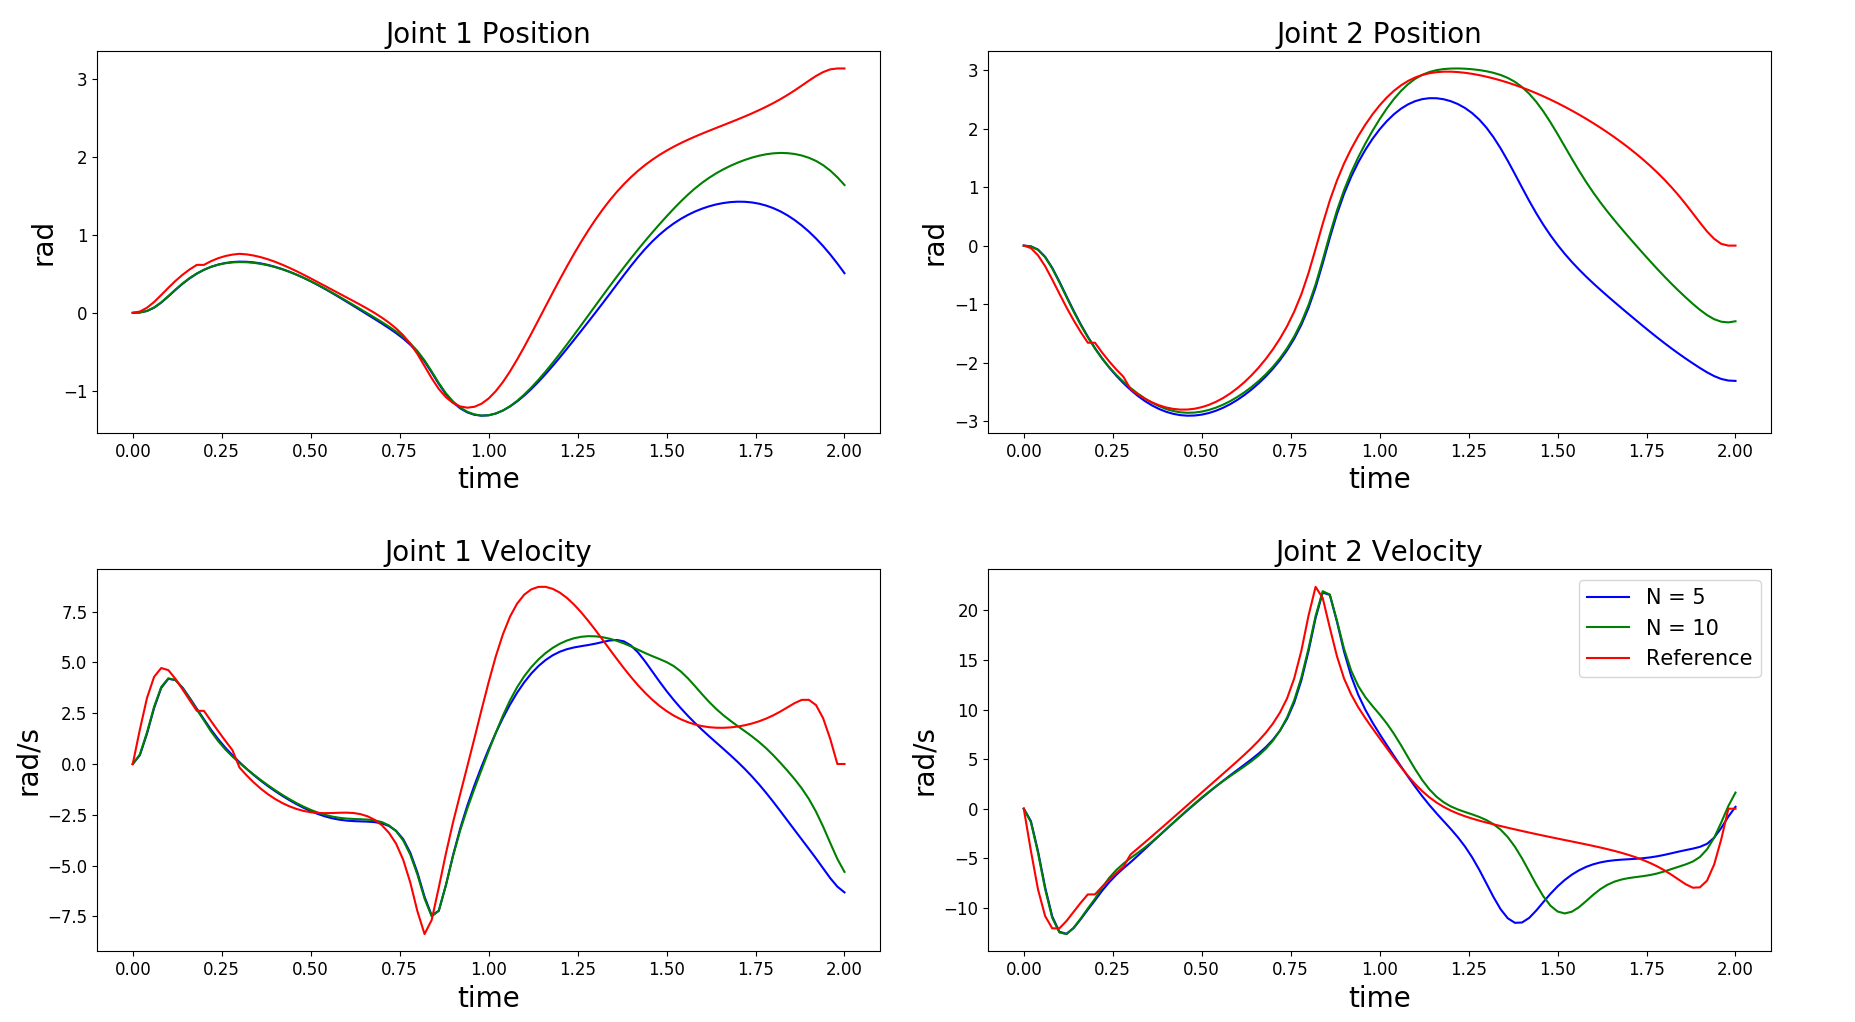 Joint 1 Position
rad
3
2
1
0
−1
0.00 0.25 0.50 0.75 1.00 1.25 1.50 1.75 2.00
time
Joint 2 Position
rad
3
2
1
0
−1
−2
−3
0.00 0.25 0.50 0.75 1.00 1.25 1.50 1.75 2.00
time
Joint 1 Velocity
rad/s
7.5
5.0
2.5
0.0
−2.5
−5.0
−7.5
0.00 0.25 0.50 0.75 1.00 1.25 1.50 1.75 2.00
time
Joint 2 Velocity
rad/s
20
15
10
5
0
−5
−10
N = 5
N = 10
Reference
0.00 0.25 0.50 0.75 1.00 1.25 1.50 1.75 2.00
time